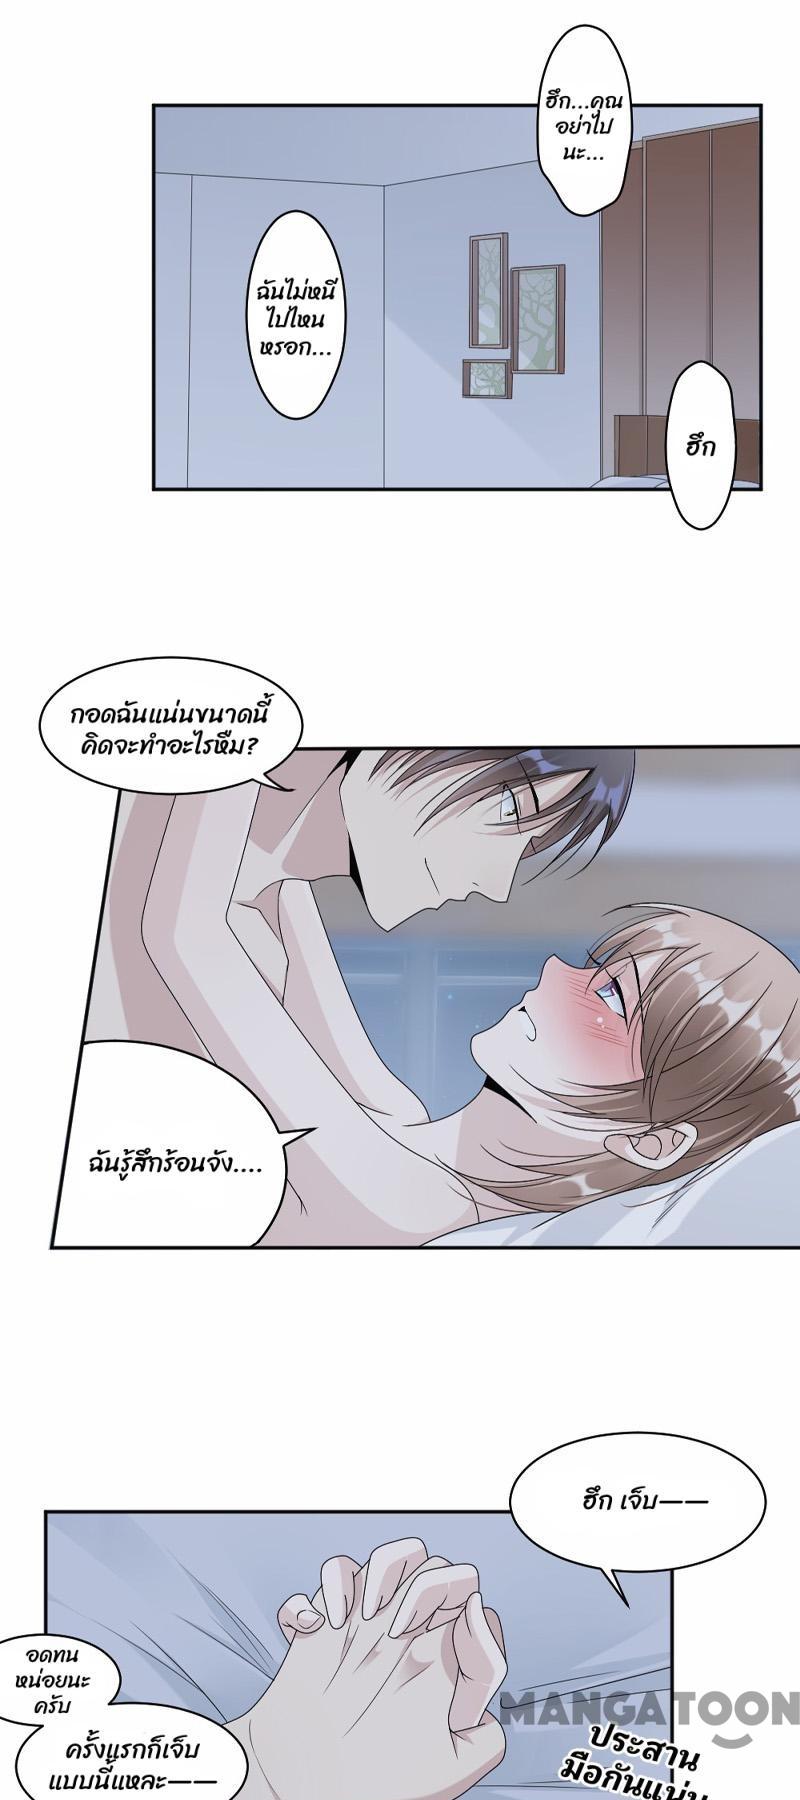 ฮึก...คุณ
อย่าไป
นะ...
ฉันไม่หนี
ไปไหน
หรอก...
ฮึก
กอดฉันแน่นขนาดนี้
คิดจะทำอะไรหืม?
ฉันรู้สึกร้อนจัง....
ฮึก เจ็บ——
อดทน
หน่อยนะ
ครับ
ครั้งแรกก็เจ็บ
แบบนี้แหละ——
MANGATOON
ประสาน
มือกันแน่น